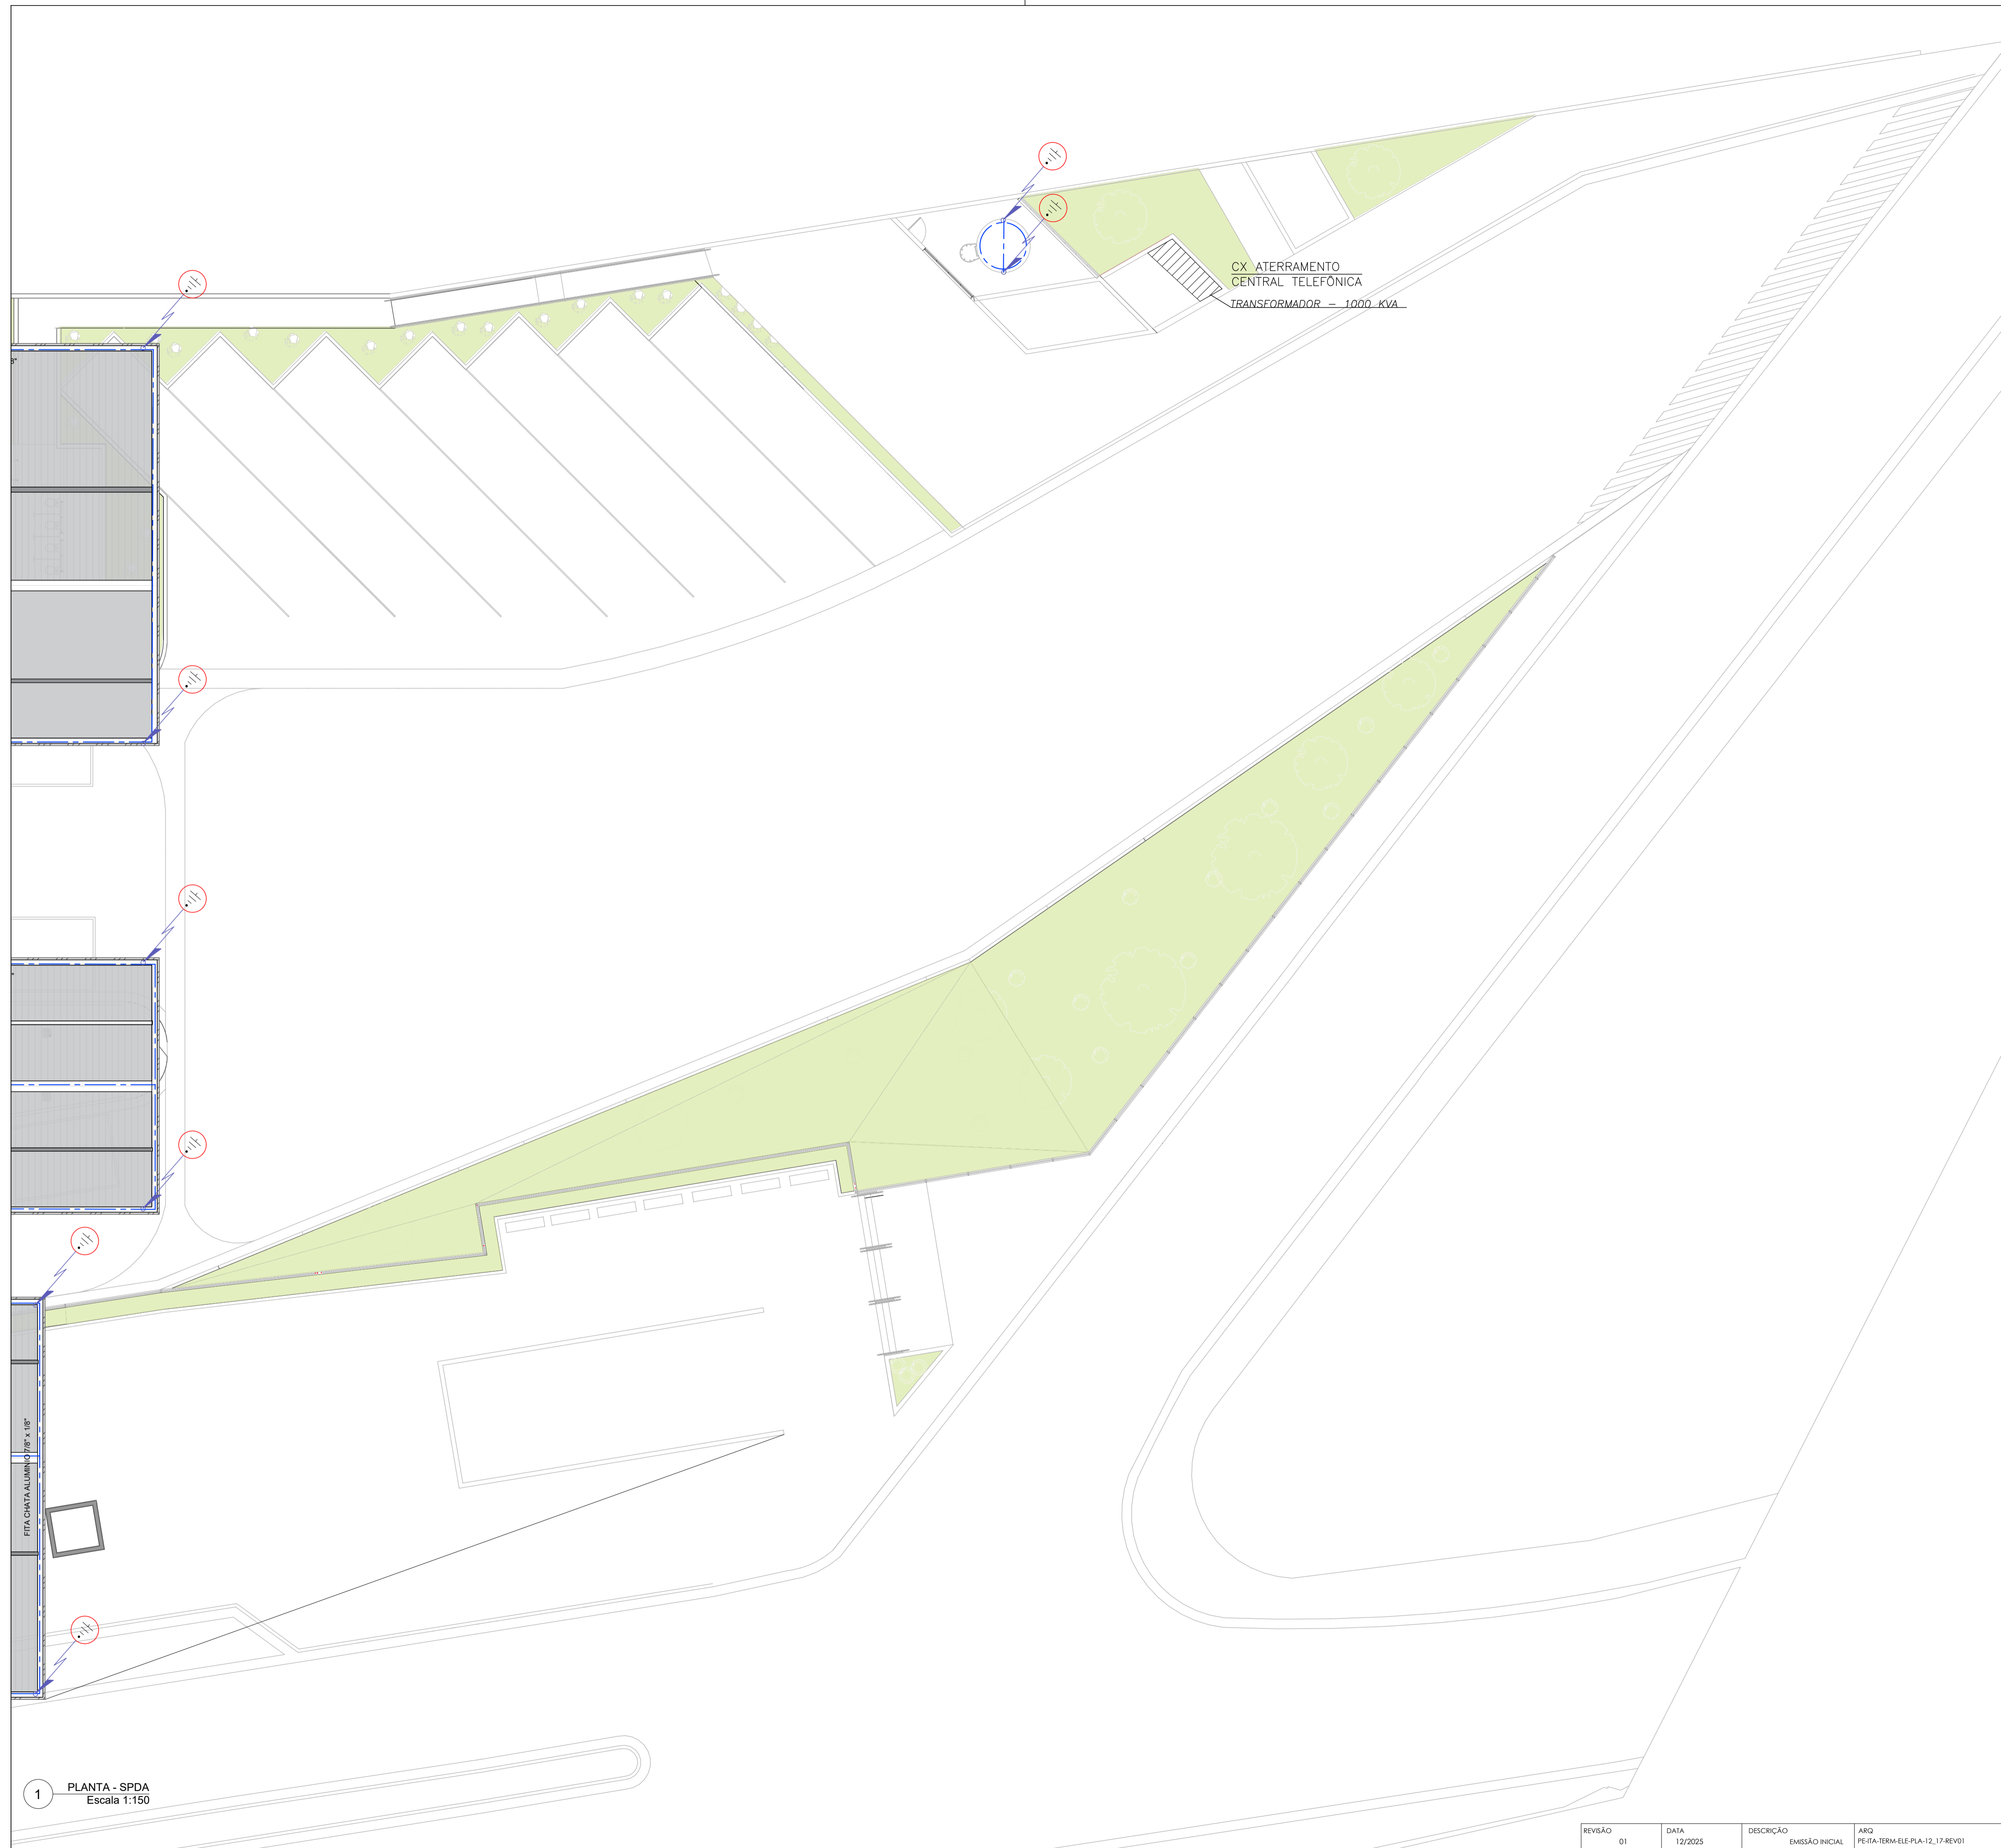 CX ATERRAMENTO
CENTRAL TELEFÔNICA
TRANSFORMADOR – 1000 KVA
FITA CHATA ALUMINIO 7/8" x 1/8"
1
PLANTA - SPDA
Escala 1:150
REVISÃO DATA DESCRIÇÃO ARQ
01 12/2025 EMISSÃO INICIAL PE-ITA-TERM-ELE-PLA-12_17-REV01